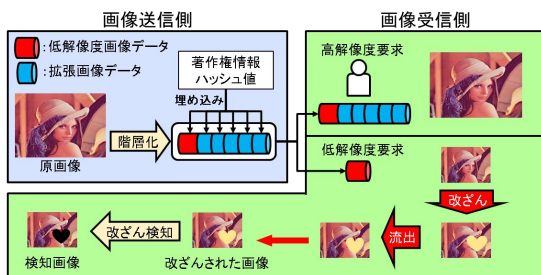 画像送信側
画像受信側
:低解像度画像データ
:拡張画像データ
著作権情報
ハッシュ値
埋め込み
階層化
原画像
高解像度要求
低解像度要求
改ざん
流出
改ざんされた画像
改ざん検知
検知画像